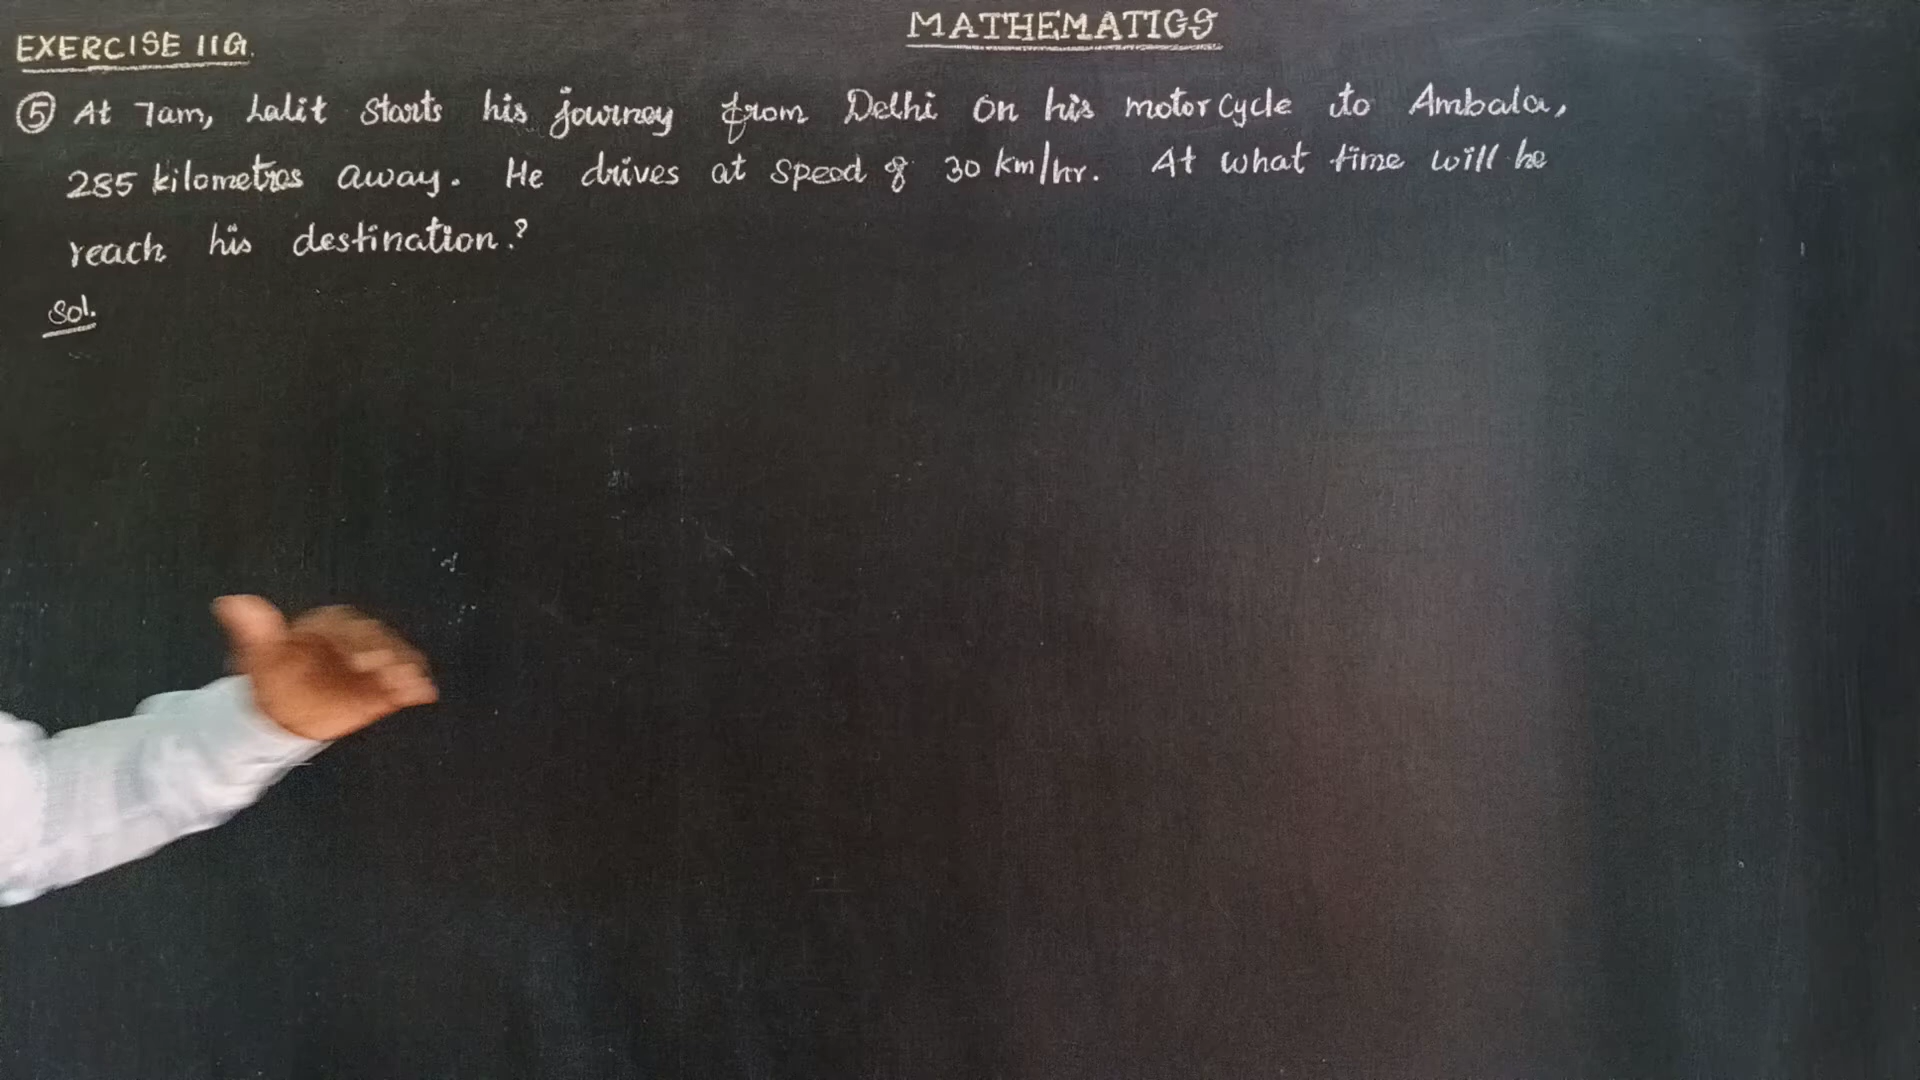 MATHEMATICS
EXERCISE 11G.
⑤ At 7am, Lalit starts his journey from Delhi on his motorcycle to Ambala,
285 kilometres away. He drives at speed of 30 km/hr. At what time will he
reach his destination.?
Sol.